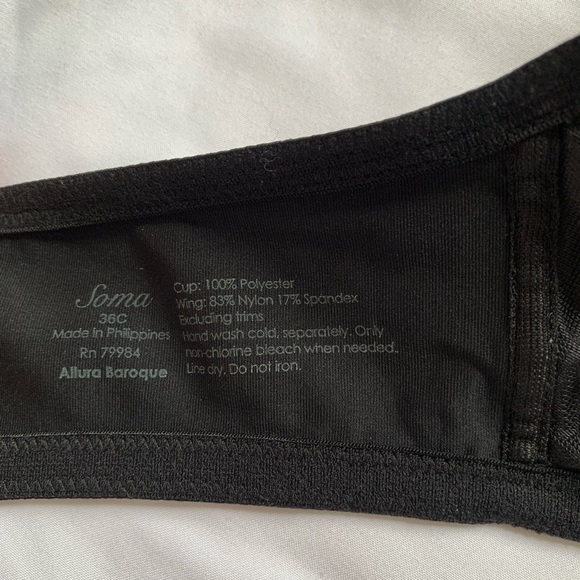 Soma
36C
Made in Philippines
Rn 79984
Allura Baroque
Cup: 100% Polyester
Wing: 83% Nylon 17% Spandex
Excluding trims
Hand wash cold, separately. Only
non-chlorine bleach when needed.
Line dry. Do not iron.